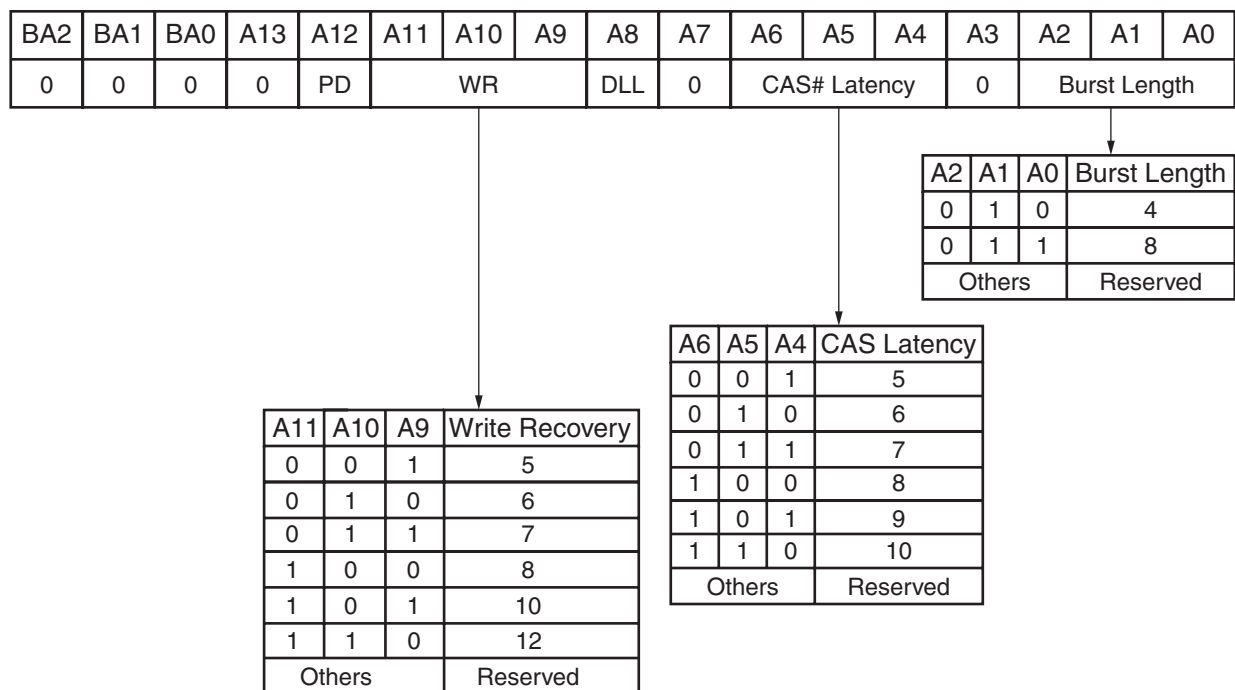 BA2 BA1 BA0 A13 A12 A11 A10 A9 A8 A7 A6 A5 A4 A3 A2 A1 A0
0 0 0 0 PD WR DLL 0 CAS# Latency 0 Burst Length
A2 A1 A0 Burst Length
0 1 0 4
0 1 1 8
Others Reserved
A6 A5 A4 CAS Latency
0 0 1 5
0 1 0 6
0 1 1 7
1 0 0 8
1 0 1 9
1 1 0 10
Others Reserved
A11 A10 A9 Write Recovery
0 0 1 5
0 1 0 6
0 1 1 7
1 0 0 8
1 0 1 10
1 1 0 12
Others Reserved